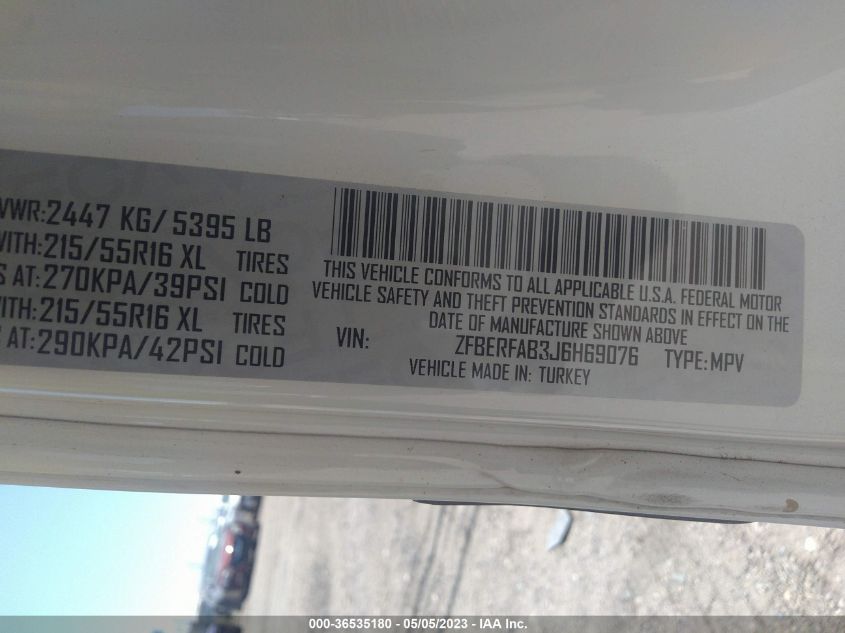 VWR:2447 KG/ 5395 LB
WITH:215/55R16 XL TIRES
S AT:270KPA/39PSI COLD
WITH:215/55R16 XL TIRES
AT:290KPA/42PSI COLD
THIS VEHICLE CONFORMS TO ALL APPLICABLE U.S.A. FEDERAL MOTOR
VEHICLE SAFETY AND THEFT PREVENTION STANDARDS IN EFFECT ON THE
DATE OF MANUFACTURE SHOWN ABOVE
VIN: ZFBERFAB3J6H69076 TYPE:MPV
VEHICLE MADE IN: TURKEY
000-36535180 - 05/05/2023 - IAA Inc.